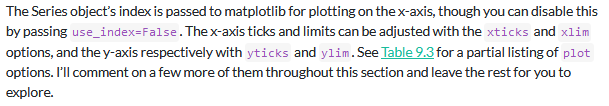 The Series object’s index is passed to matplotlib for plotting on the x-axis, though you can disable this
by passing use_index=False. The x-axis ticks and limits can be adjusted with the xticks and xlim
options, and the y-axis respectively with yticks and ylim. See Table 9.3 for a partial listing of plot
options. I’ll comment on a few more of them throughout this section and leave the rest for you to
explore.